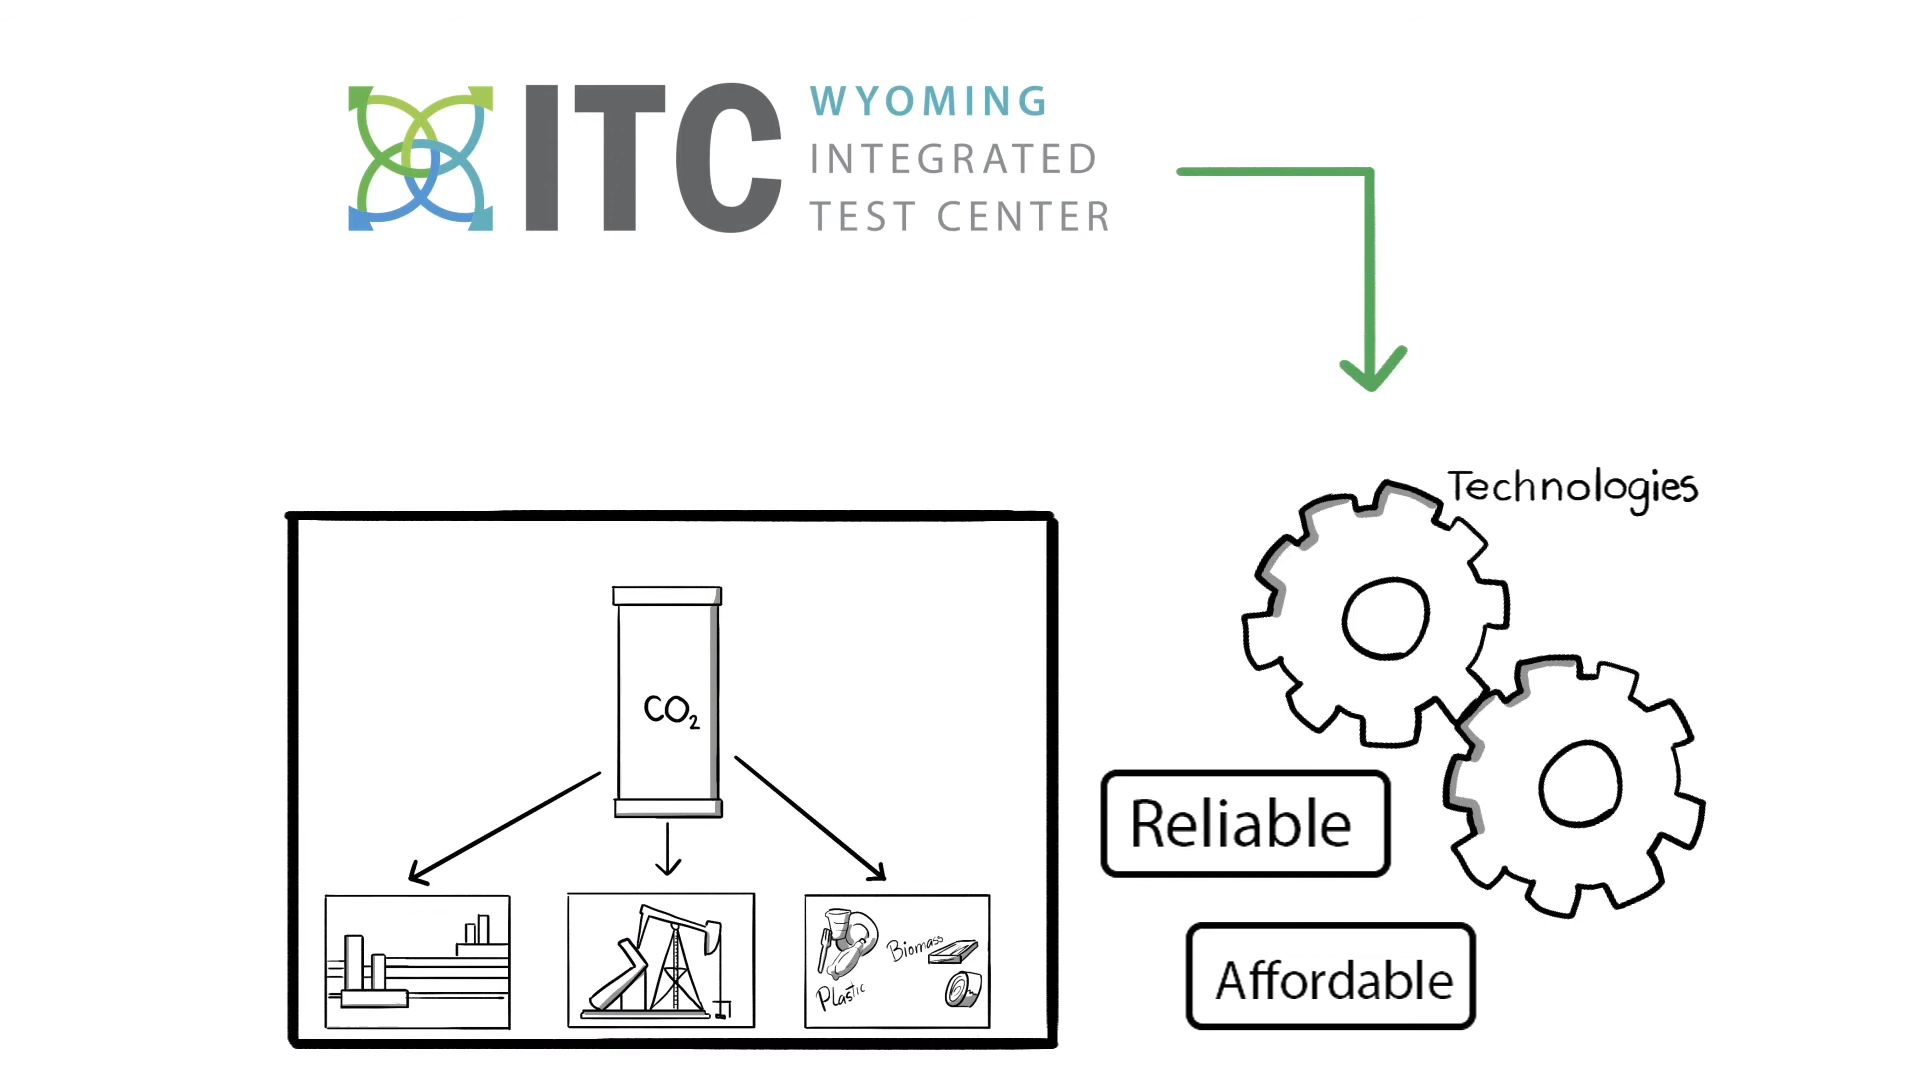 ITC
WYOMING
INTEGRATED
TEST CENTER
Technologies
CO₂
Reliable
Biomass
Plastic
Affordable